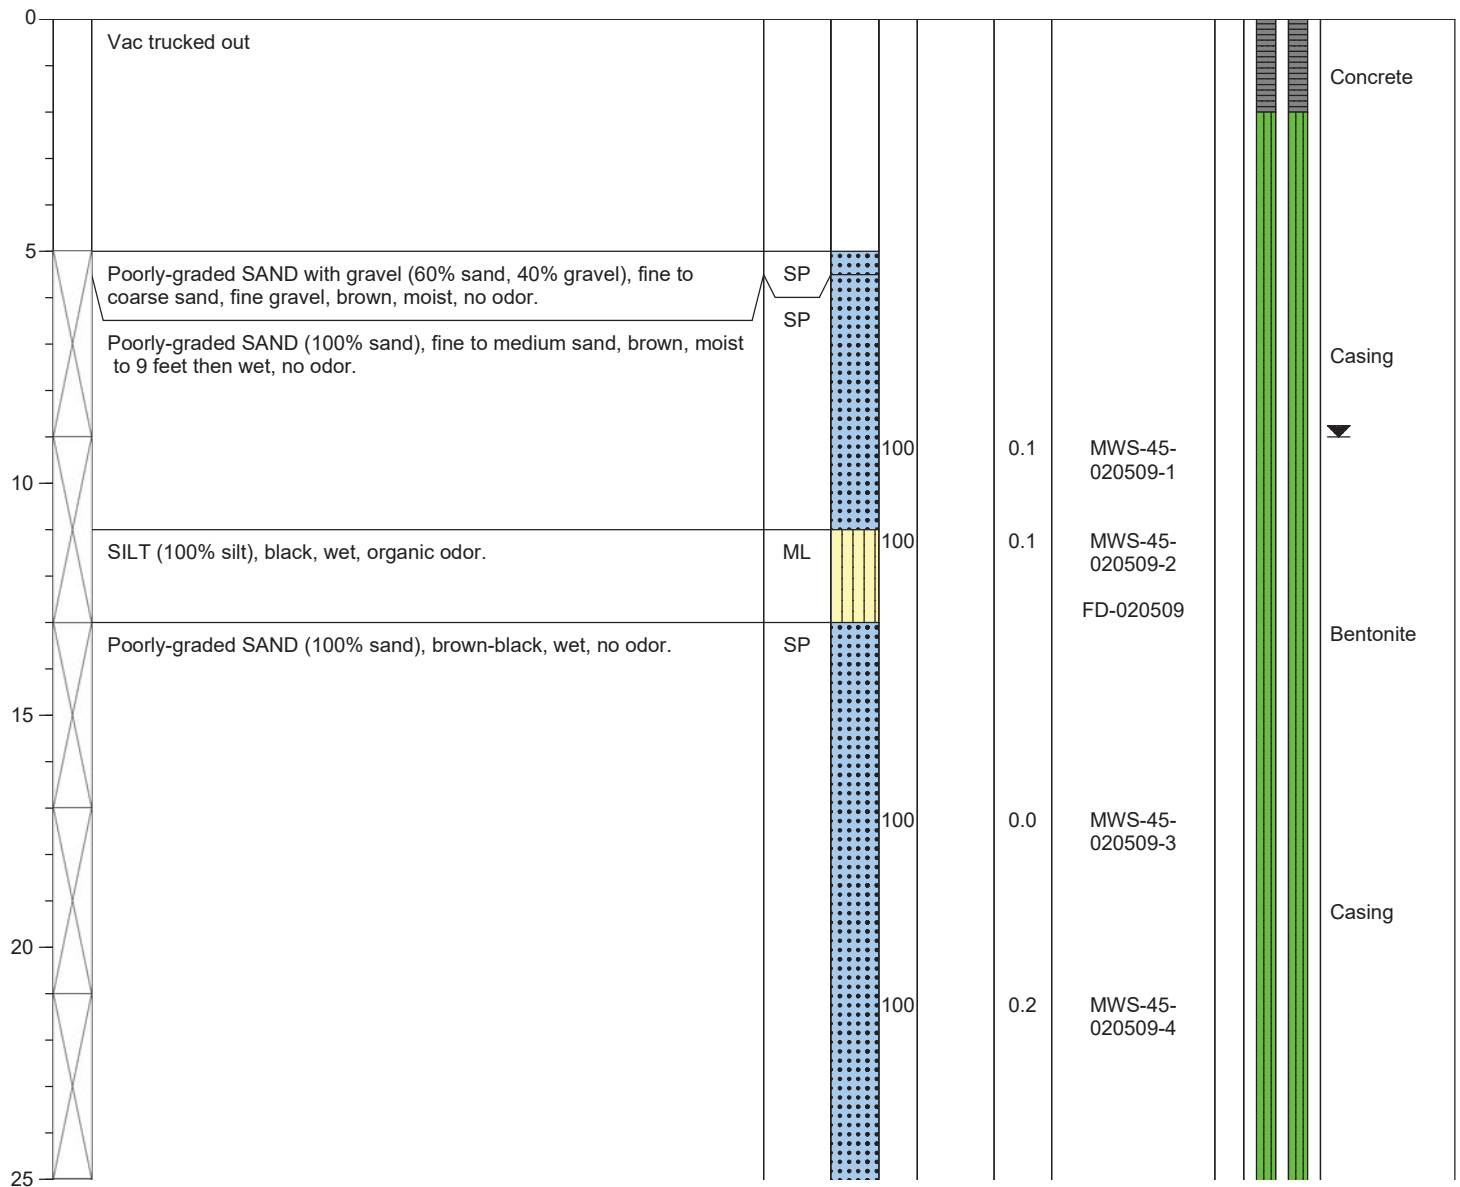 0
Vac trucked out
Concrete
5
Poorly-graded SAND with gravel (60% sand, 40% gravel), fine to
coarse sand, fine gravel, brown, moist, no odor.
SP
SP
Poorly-graded SAND (100% sand), fine to medium sand, brown, moist
to 9 feet then wet, no odor.
Casing
100
0.1
MWS-45-
020509-1
10
SILT (100% silt), black, wet, organic odor.
ML
100
0.1
MWS-45-
020509-2
FD-020509
Bentonite
Poorly-graded SAND (100% sand), brown-black, wet, no odor.
SP
15
100
0.0
MWS-45-
020509-3
Casing
20
100
0.2
MWS-45-
020509-4
25